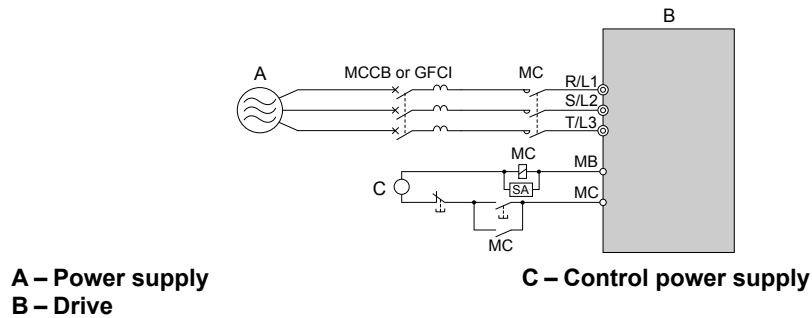 B
A
MCCB or GFCI
MC
R/L1
S/L2
T/L3
MC
MB
C
SA
MC
MC
A – Power supply
B – Drive
C – Control power supply